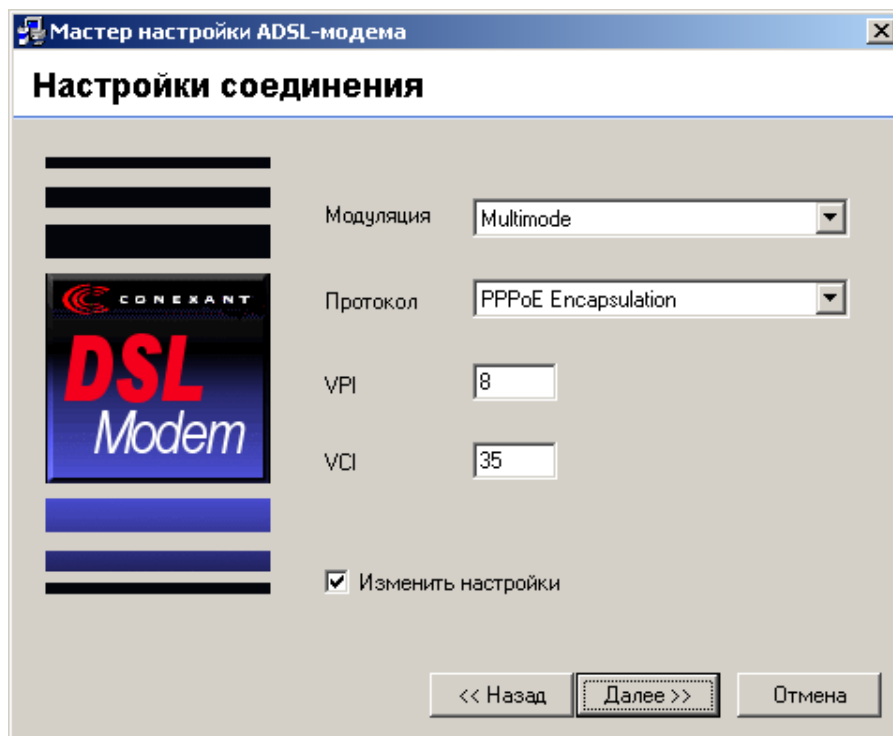 Мастер настройки ADSL-модема
Настройки соединения
Модуляция
Multimode
CONEXANT
DSL
Modem
Протокол
PPPoE Encapsulation
VPI
8
VCI
35
Изменить настройки
<< Назад
Далее >>
Отмена